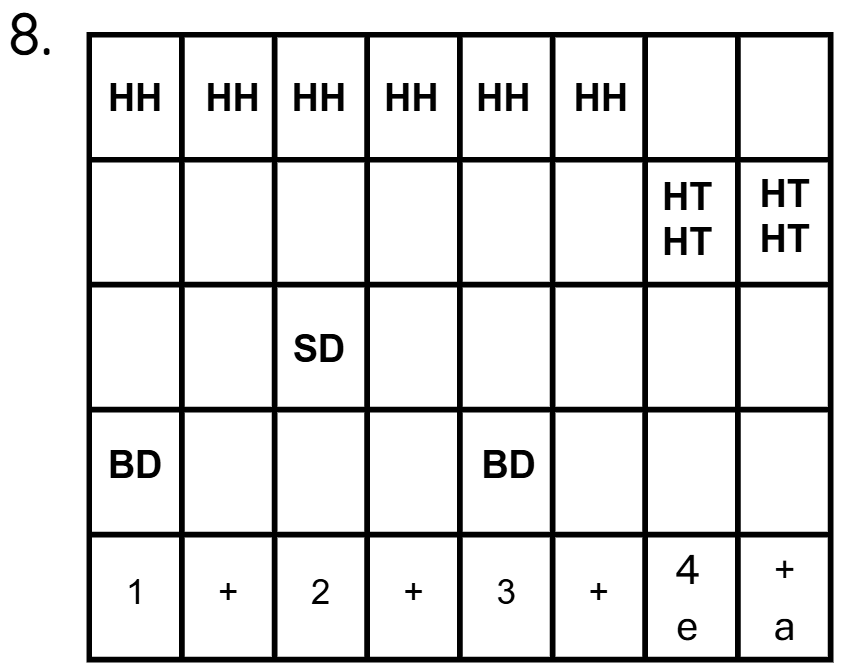 8.
HH HH HH HH HH HH
HT HT
HT HT
SD
BD BD
1 + 2 + 3 + 4 +
e a